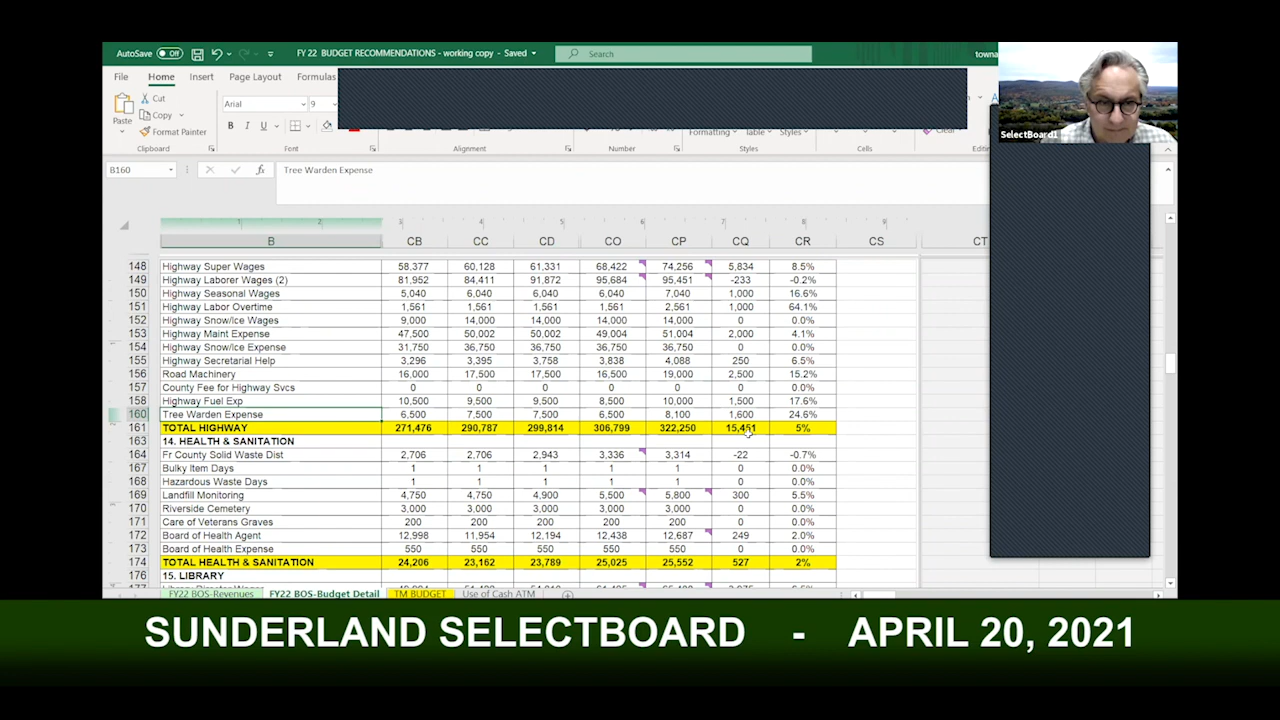 AutoSave Off FY 22 BUDGET RECOMMENDATIONS - working copy - Saved Search towna
File Home Insert Page Layout Formulas
Cut Arial 9
Copy
Paste Format Painter B I U Formatting Table Styles Clear
Clipboard Font Alignment Number Styles Cells Editin
SelectBoard1
B160 fx Tree Warden Expense
1 2 3 4 5 6 7 8 9
B CB CC CD CO CP CQ CR CS CT
148 Highway Super Wages 58,377 60,128 61,331 68,422 74,256 5,834 8.5%
149 Highway Laborer Wages (2) 81,952 84,411 91,872 95,684 95,451 -233 -0.2%
150 Highway Seasonal Wages 5,040 6,040 6,040 6,040 7,040 1,000 16.6%
151 Highway Labor Overtime 1,561 1,561 1,561 1,561 2,561 1,000 64.1%
152 Highway Snow/Ice Wages 9,000 14,000 14,000 14,000 14,000 0 0.0%
153 Highway Maint Expense 47,500 50,002 50,002 49,004 51,004 2,000 4.1%
154 Highway Snow/Ice Expense 31,750 36,750 36,750 36,750 36,750 0 0.0%
155 Highway Secretarial Help 3,296 3,395 3,758 3,838 4,088 250 6.5%
156 Road Machinery 16,000 17,500 17,500 16,500 19,000 2,500 15.2%
157 County Fee for Highway Svcs 0 0 0 0 0 0 0.0%
158 Highway Fuel Exp 10,500 9,500 9,500 8,500 10,000 1,500 17.6%
160 Tree Warden Expense 6,500 7,500 7,500 6,500 8,100 1,600 24.6%
161 TOTAL HIGHWAY 271,476 290,787 299,814 306,799 322,250 15,451 5%
163 14. HEALTH & SANITATION
164 Fr County Solid Waste Dist 2,706 2,706 2,943 3,336 3,314 -22 -0.7%
167 Bulky Item Days 1 1 1 1 1 0 0.0%
168 Hazardous Waste Days 1 1 1 1 1 0 0.0%
169 Landfill Monitoring 4,750 4,750 4,900 5,500 5,800 300 5.5%
170 Riverside Cemetery 3,000 3,000 3,000 3,000 3,000 0 0.0%
171 Care of Veterans Graves 200 200 200 200 200 0 0.0%
172 Board of Health Agent 12,998 11,954 12,194 12,438 12,687 249 2.0%
173 Board of Health Expense 550 550 550 550 550 0 0.0%
174 TOTAL HEALTH & SANITATION 24,206 23,162 23,789 25,025 25,552 527 2%
176 15. LIBRARY
177 Library Director Wages
FY22 BOS-Revenues FY22 BOS-Budget Detail TM BUDGET Use of Cash ATM
SUNDERLAND SELECTBOARD - APRIL 20, 2021